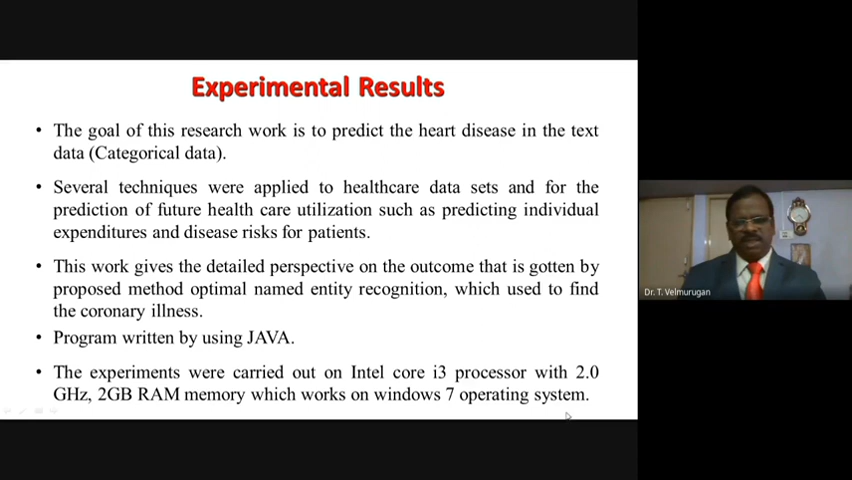 Experimental Results
• The goal of this research work is to predict the heart disease in the text
data (Categorical data).
• Several techniques were applied to healthcare data sets and for the
prediction of future health care utilization such as predicting individual
expenditures and disease risks for patients.
• This work gives the detailed perspective on the outcome that is gotten by
proposed method optimal named entity recognition, which used to find
the coronary illness.
• Program written by using JAVA.
• The experiments were carried out on Intel core i3 processor with 2.0
GHz, 2GB RAM memory which works on windows 7 operating system.
Dr. T. Velmurugan